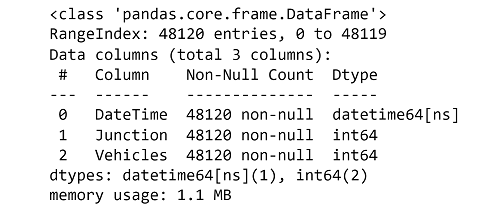 <class 'pandas.core.frame.DataFrame'>
RangeIndex: 48120 entries, 0 to 48119
Data columns (total 3 columns):
 #   Column    Non-Null Count  Dtype
---  ------    --------------  -----
 0   DateTime  48120 non-null  datetime64[ns]
 1   Junction  48120 non-null  int64
 2   Vehicles  48120 non-null  int64
dtypes: datetime64[ns](1), int64(2)
memory usage: 1.1 MB